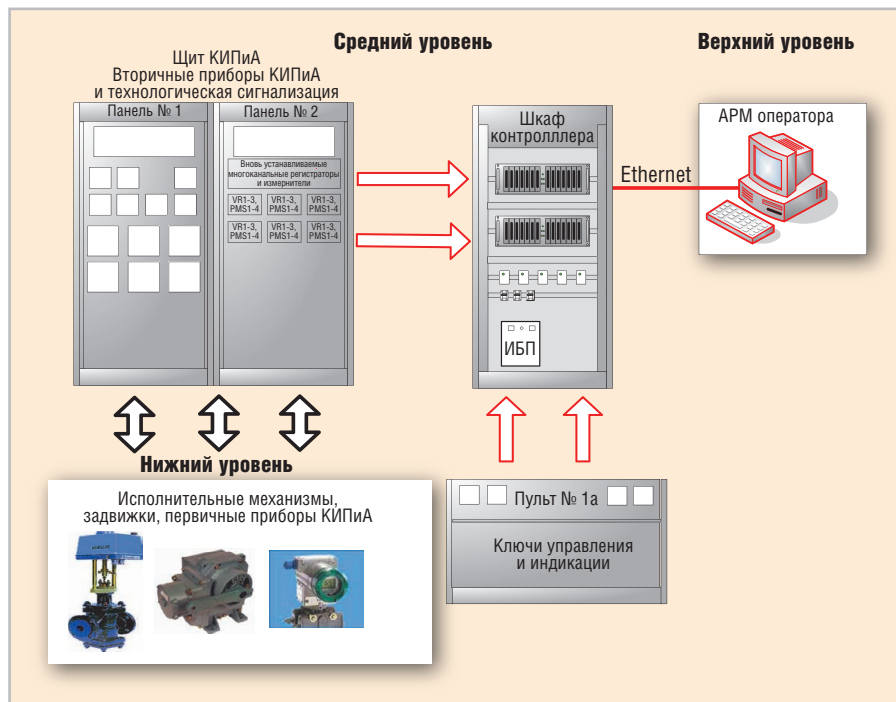 Средний уровень
Верхний уровень
Щит КИПиА
Вторичные приборы КИПиА
и технологическая сигнализация
Панель № 1
Панель № 2
Вновь устанавливаемые
многоканальные регистраторы
и измерители
VR1-3,
PMS1-4
VR1-3,
PMS1-4
VR1-3,
PMS1-4
VR1-3,
PMS1-4
VR1-3,
PMS1-4
VR1-3,
PMS1-4
Шкаф
контролллера
ИБП
Ethernet
АРМ оператора
Нижний уровень
Исполнительные механизмы,
задвижки, первичные приборы КИПиА
Пульт № 1а
Ключи управления
и индикации